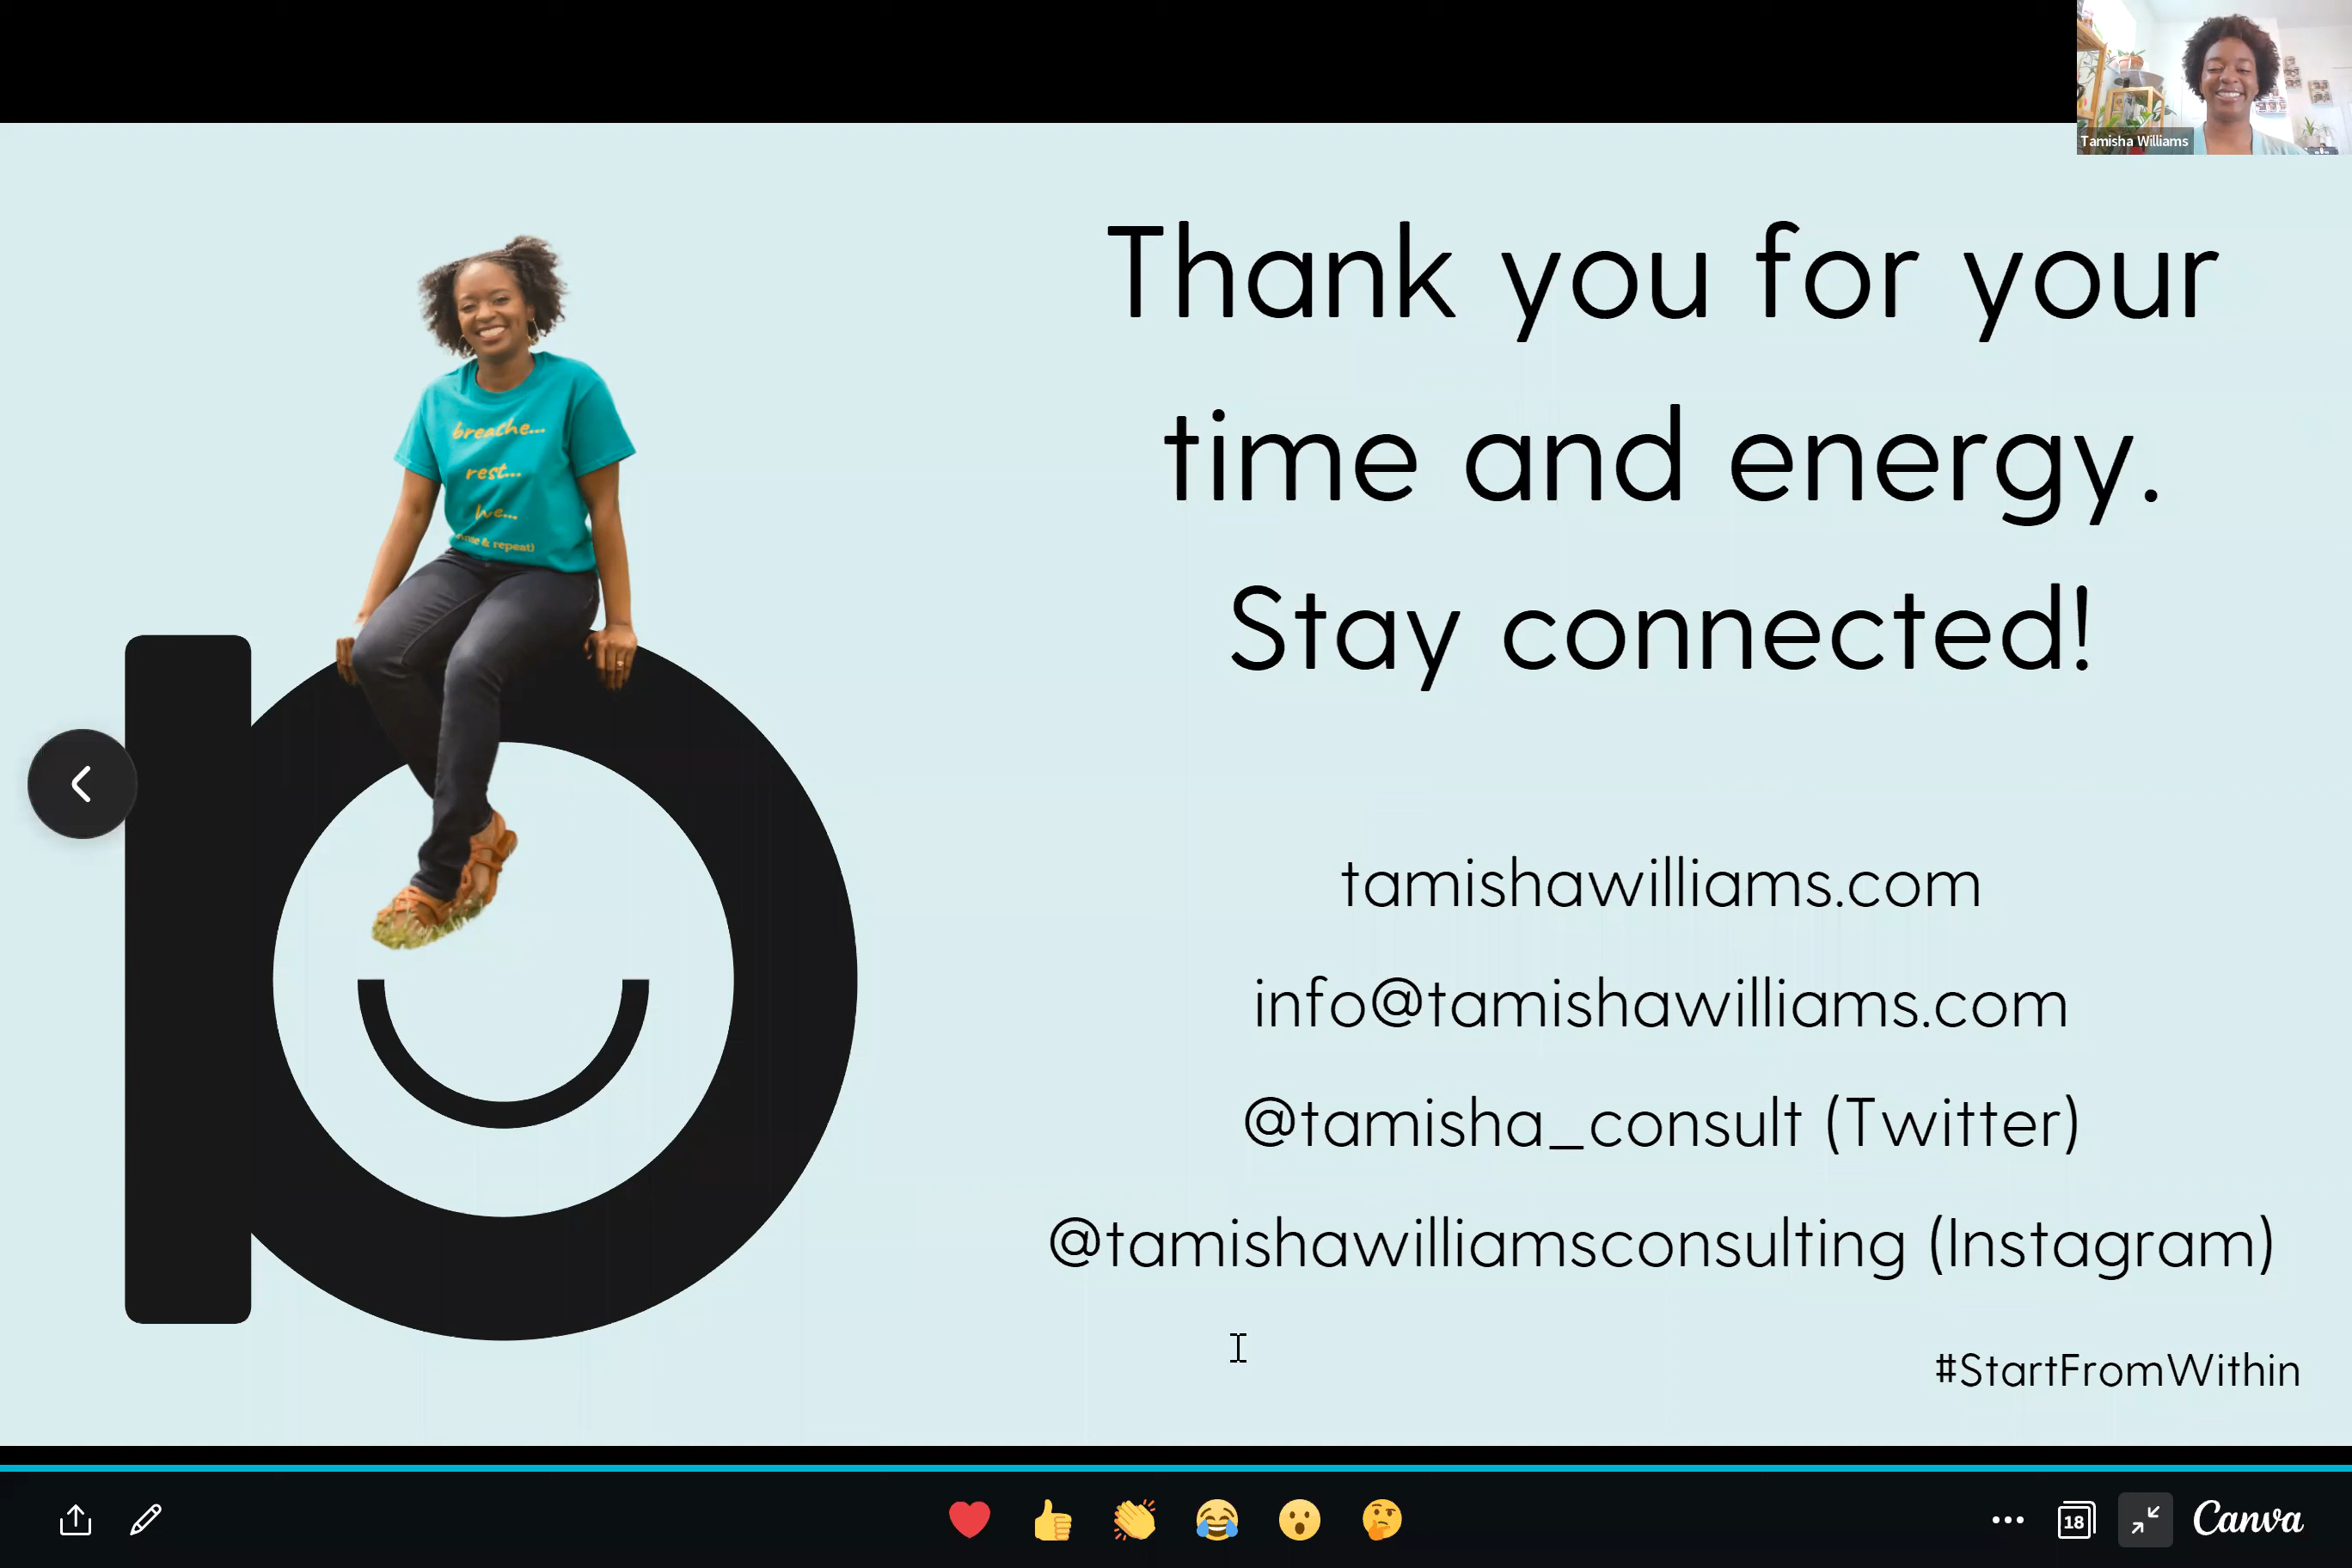 Tamisha Williams
Thank you for your
time and energy.
Stay connected!
breathe...
rest...
& repeat)
tamishawilliams.com
info@tamishawilliams.com
@tamisha_consult (Twitter)
@tamishawilliamsconsulting (Instagram)
#StartFromWithin
18
Canva